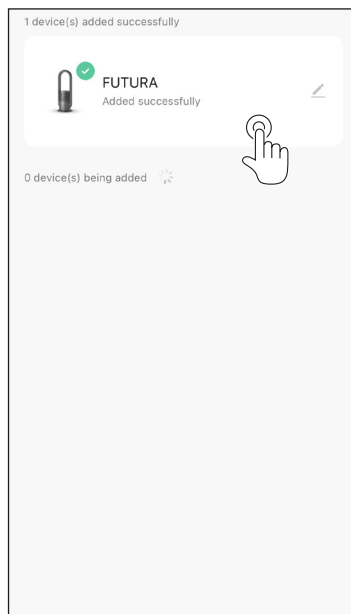 1 device(s) added successfully
FUTURA
Added successfully
0 device(s) being added